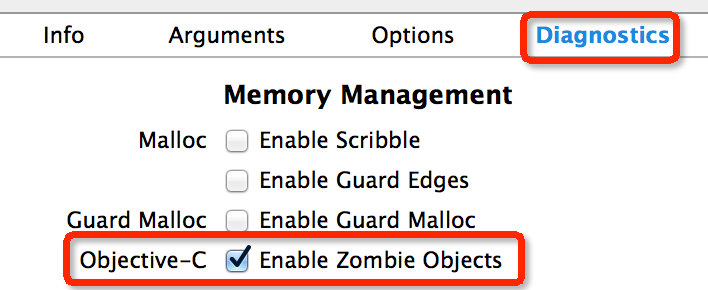 Info Arguments Options Diagnostics
Memory Management
Malloc Enable Scribble
Enable Guard Edges
Guard Malloc Enable Guard Malloc
Objective-C Enable Zombie Objects